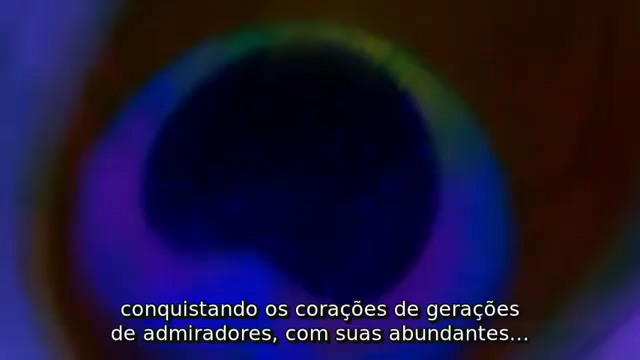 conquistando os corações de gerações
de admiradores, com suas abundantes...